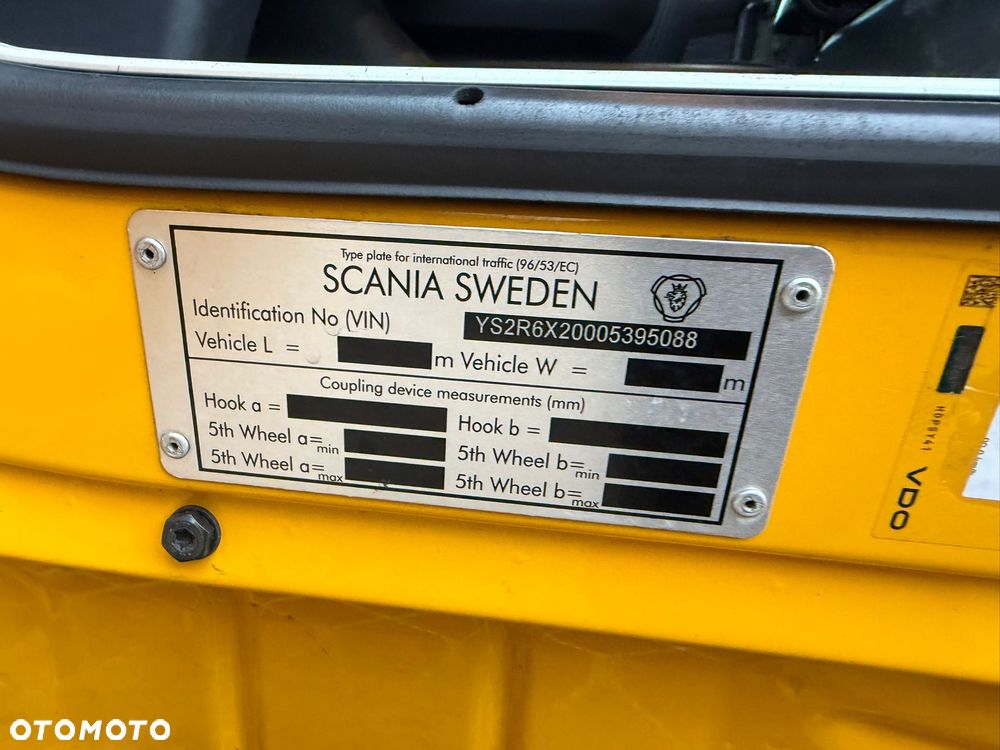 Type plate for international traffic (96/53/EC)
SCANIA SWEDEN
Identification No (VIN) YS2R6X20005395088
Vehicle L = m Vehicle W = m
Coupling device measurements (mm)
Hook a = Hook b =
5th Wheel a=min 5th Wheel b=min
5th Wheel a=max 5th Wheel b=max
HDPSY41
VDO
OTOMOTO